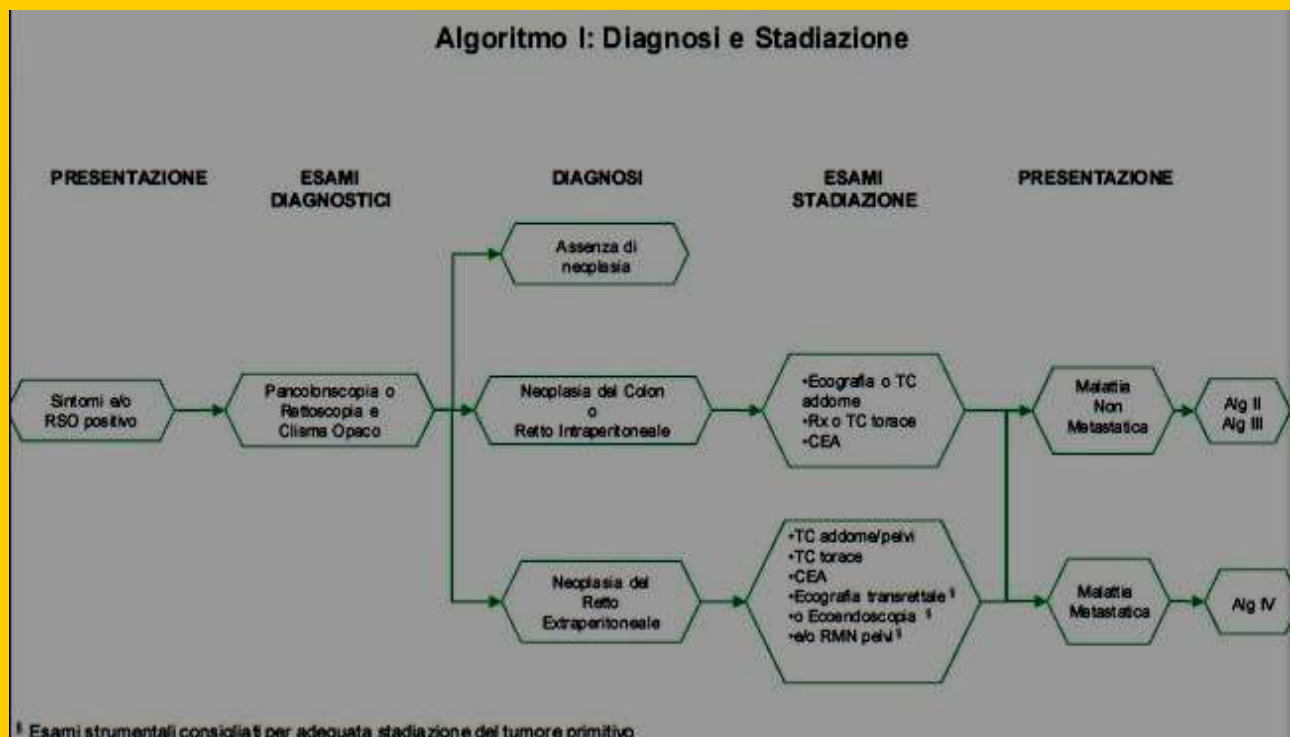 Algoritmo I: Diagnosi e Stadiazione
PRESENTAZIONE
ESAMI
DIAGNOSTICI
DIAGNOSI
ESAMI
STADIAZIONE
PRESENTAZIONE
Assenza di
neoplasia
Sintomi e/o
RSO positivo
Pancolonscopia o
Rettoscopia e
Clisma Opaco
Neoplasia del Colon
o
Retto Intraperitoneale
•Ecografia o TC
addome
•Rx o TC torace
•CEA
Malattia
Non
Metastatica
Alg II
Alg III
Neoplasia del
Retto
Extraperitoneale
•TC addome/pelvi
•TC torace
•CEA
•Ecografia transrettale §
•o Ecoendoscopia §
•e/o RMN pelvi §
Malattia
Metastatica
Alg IV
§ Esami strumentali consigliati per adeguata stadiazione del tumore primitivo